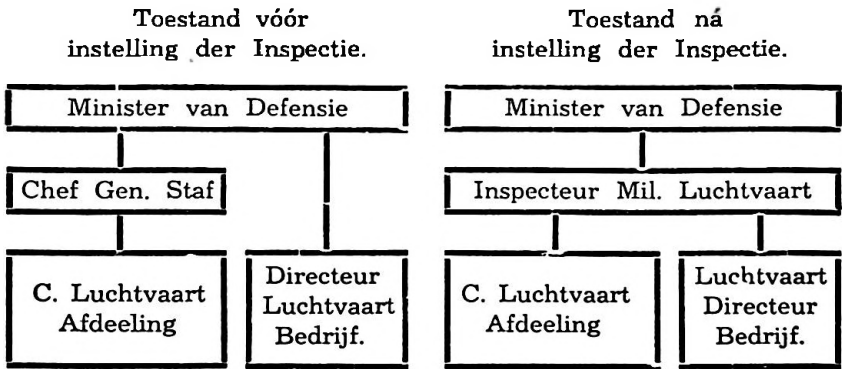 Toestand vóór
instelling der Inspectie.
Minister van Defensie
Chef Gen. Staf
C. Luchtvaart
Afdeeling
Directeur
Luchtvaart
Bedrijf.
Toestand ná
instelling der Inspectie.
Minister van Defensie
Inspecteur Mil. Luchtvaart
C. Luchtvaart
Afdeeling
Luchtvaart
Directeur
Bedrijf.